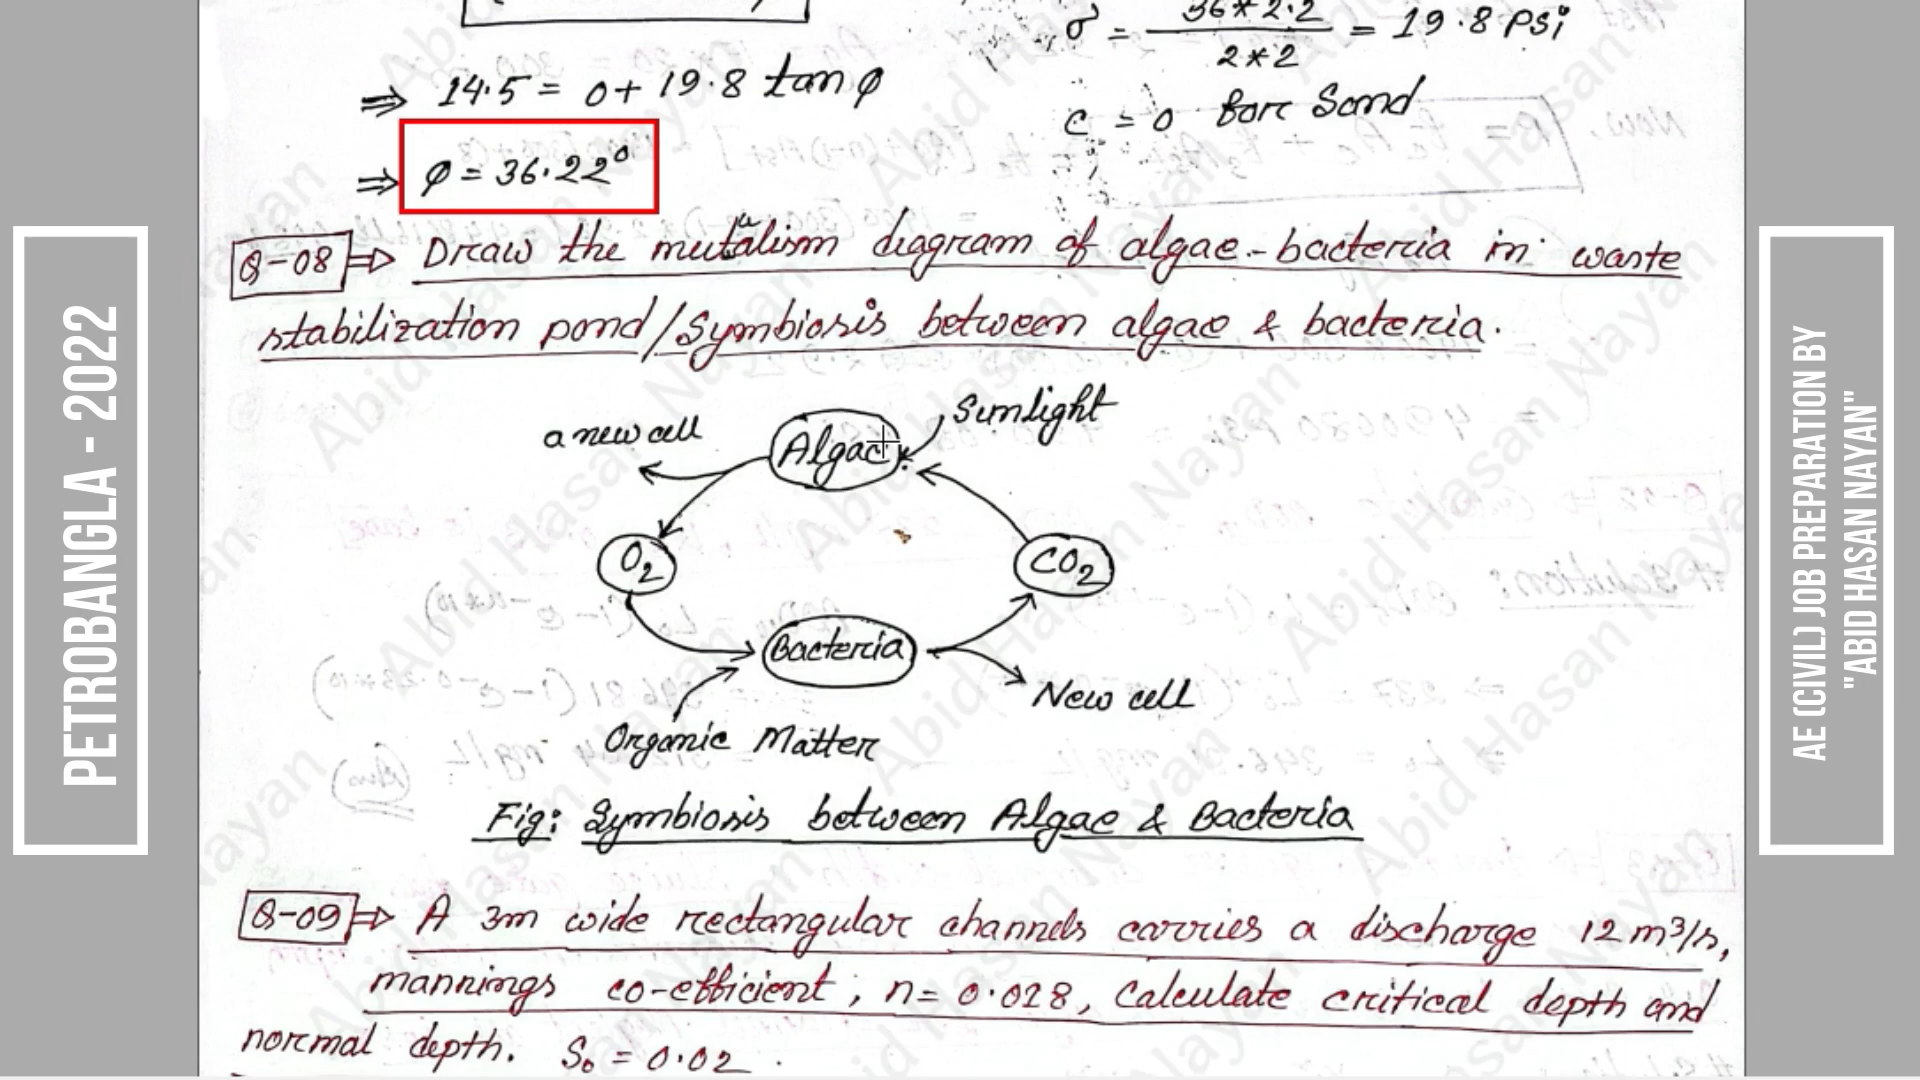 σ = 36*2.2 / 2*2 = 19.8 psi
⇒ 14.5 = 0 + 19.8 tan φ
c = 0 for Sand
⇒ φ = 36.22°
Q-08 ⇒ Draw the mutualism diagram of algae-bacteria in waste
stabilization pond/Symbiosis between algae & bacteria.
a new cell
Algae
Sunlight
O2
CO2
Bacteria
New cell
Organic Matter
Fig: Symbiosis between Algae & Bacteria
Q-09 ⇒ A 3m wide rectangular channels carries a discharge 12 m³/s,
mannings co-efficient, n = 0.028, Calculate critical depth and
normal depth. S₀ = 0.02.
PETROBANGLA - 2022
AE (CIVIL) JOB PREPARATION BY
"ABID HASAN NAYAN"
Abid Hasan Nayan